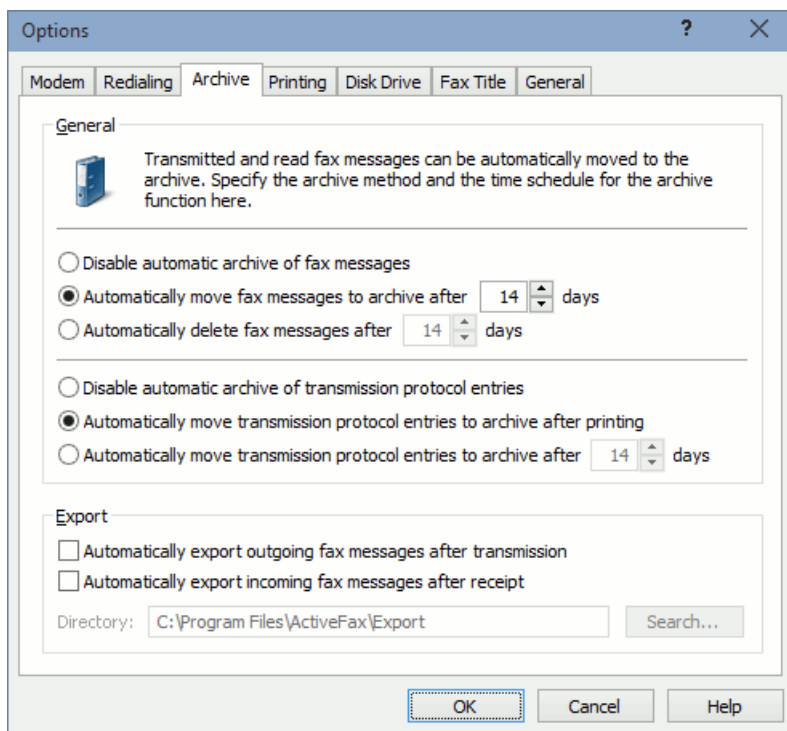 Options
?
Modem Redialing Archive Printing Disk Drive Fax Title General
General
Transmitted and read fax messages can be automatically moved to the
archive. Specify the archive method and the time schedule for the archive
function here.
Disable automatic archive of fax messages
Automatically move fax messages to archive after 14 days
Automatically delete fax messages after 14 days
Disable automatic archive of transmission protocol entries
Automatically move transmission protocol entries to archive after printing
Automatically move transmission protocol entries to archive after 14 days
Export
Automatically export outgoing fax messages after transmission
Automatically export incoming fax messages after receipt
Directory: C:\Program Files\ActiveFax\Export Search...
OK Cancel Help